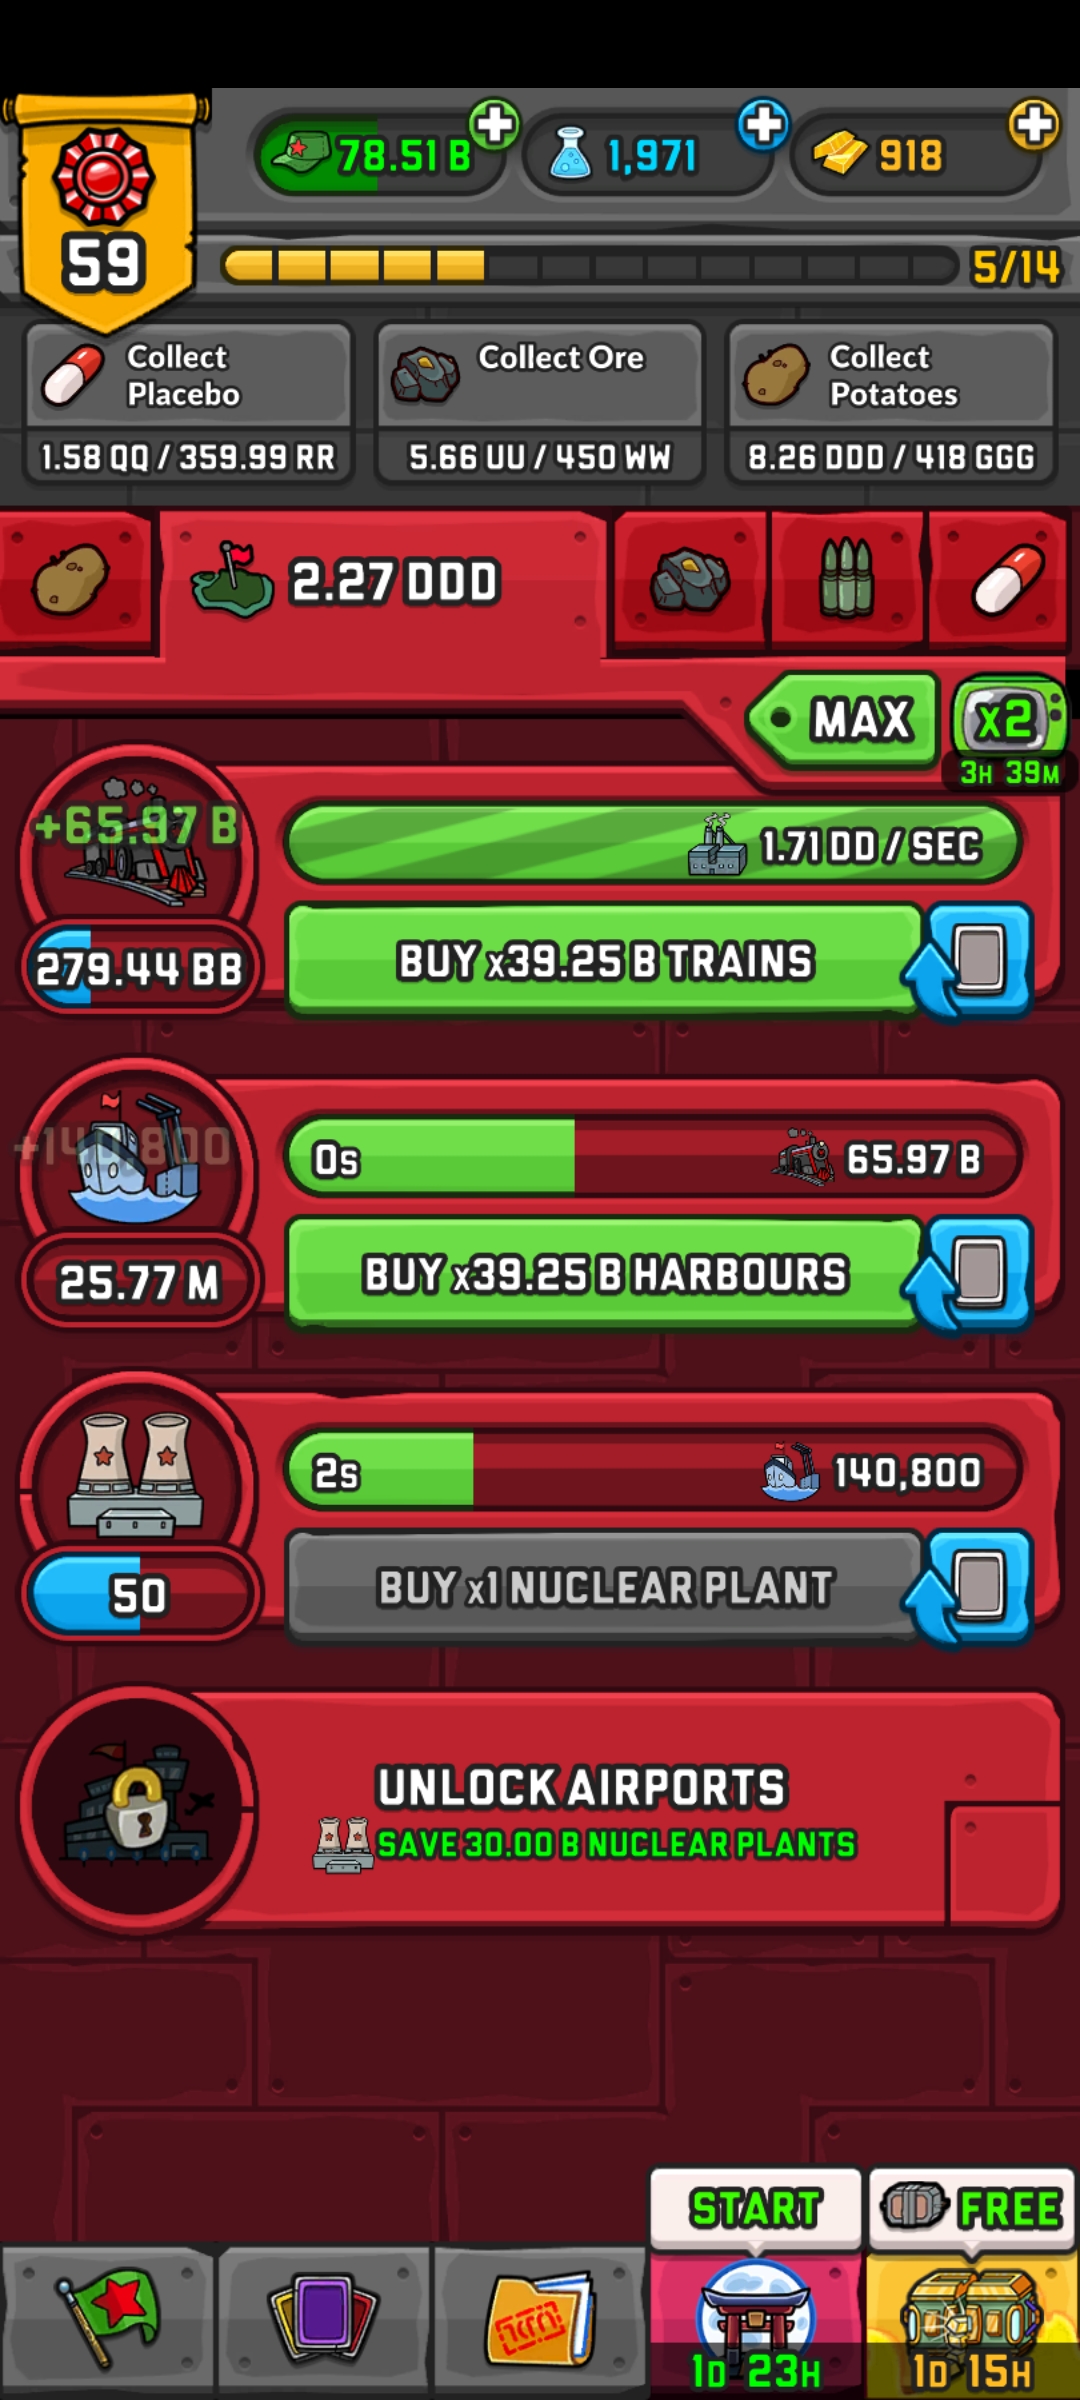 78.51 B
1,971
918
59
5/14
Collect
Placebo
1.58 QQ / 359.99 RR
Collect Ore
5.66 UU / 450 WW
Collect
Potatoes
8.26 DDD / 418 GGG
2.27 DDD
MAX
x2
3H 39M
+65.97 B
1.71 DD / SEC
279.44 BB
BUY x39.25 B TRAINS
+140,800
0s
65.97 B
25.77 M
BUY x39.25 B HARBOURS
2s
140,800
50
BUY x1 NUCLEAR PLANT
UNLOCK AIRPORTS
SAVE 30.00 B NUCLEAR PLANTS
START
FREE
1D 23H
1D 15H